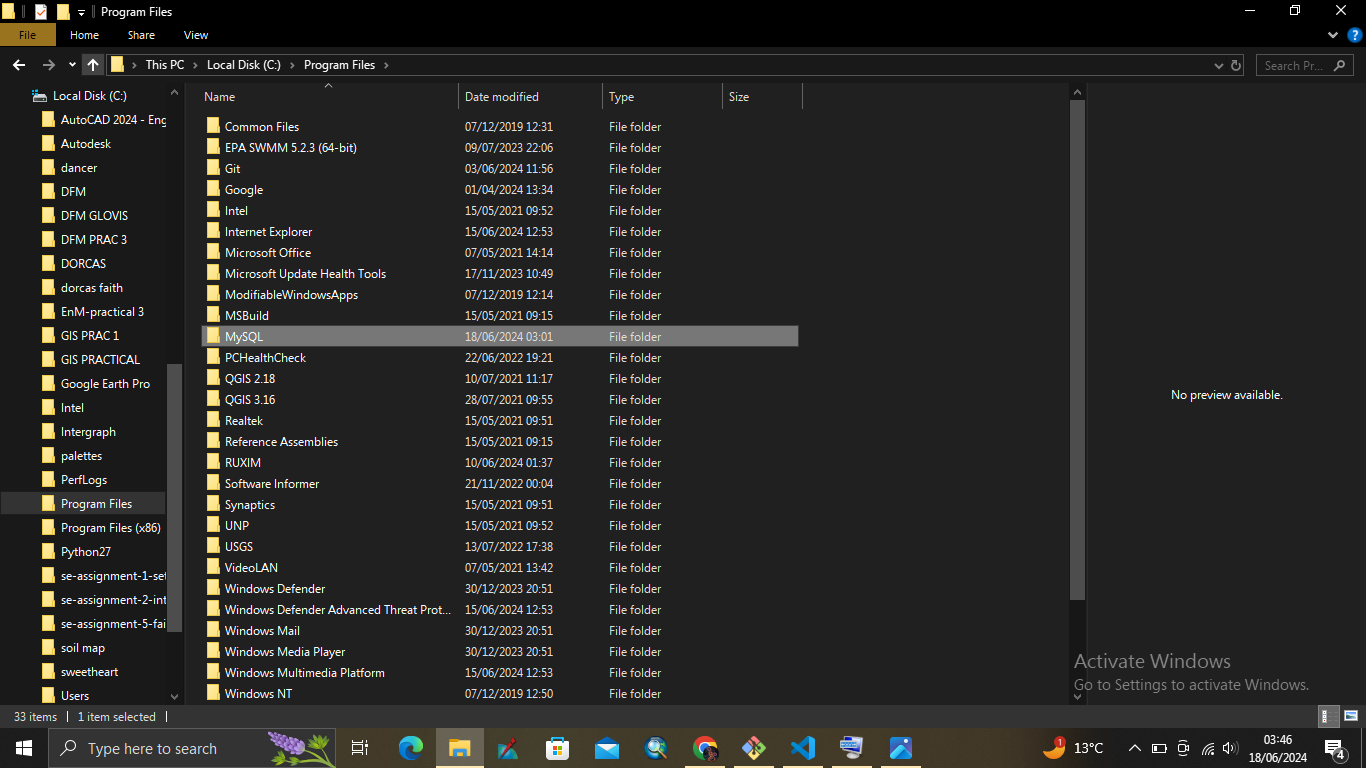 Program Files
File Home Share View
This PC Local Disk (C:) Program Files
Search Pr...
Local Disk (C:)
AutoCAD 2024 - Eng
Autodesk
dancer
DFM
DFM GLOVIS
DFM PRAC 3
DORCAS
dorcas faith
EnM-practical 3
GIS PRAC 1
GIS PRACTICAL
Google Earth Pro
Intel
Intergraph
palettes
PerfLogs
Program Files
Program Files (x86)
Python27
se-assignment-1-set
se-assignment-2-int
se-assignment-5-fai
soil map
sweetheart
Users
Name Date modified Type Size
Common Files 07/12/2019 12:31 File folder
EPA SWMM 5.2.3 (64-bit) 09/07/2023 22:06 File folder
Git 03/06/2024 11:56 File folder
Google 01/04/2024 13:34 File folder
Intel 15/05/2021 09:52 File folder
Internet Explorer 15/06/2024 12:53 File folder
Microsoft Office 07/05/2021 14:14 File folder
Microsoft Update Health Tools 17/11/2023 10:49 File folder
ModifiableWindowsApps 07/12/2019 12:14 File folder
MSBuild 15/05/2021 09:15 File folder
MySQL 18/06/2024 03:01 File folder
PCHealthCheck 22/06/2022 19:21 File folder
QGIS 2.18 10/07/2021 11:17 File folder
QGIS 3.16 28/07/2021 09:55 File folder
Realtek 15/05/2021 09:51 File folder
Reference Assemblies 15/05/2021 09:15 File folder
RUXIM 10/06/2024 01:37 File folder
Software Informer 21/11/2022 00:04 File folder
Synaptics 15/05/2021 09:51 File folder
UNP 15/05/2021 09:52 File folder
USGS 13/07/2022 17:38 File folder
VideoLAN 07/05/2021 13:42 File folder
Windows Defender 30/12/2023 20:51 File folder
Windows Defender Advanced Threat Prot... 15/06/2024 12:53 File folder
Windows Mail 30/12/2023 20:51 File folder
Windows Media Player 30/12/2023 20:51 File folder
Windows Multimedia Platform 15/06/2024 12:53 File folder
Windows NT 07/12/2019 12:50 File folder
No preview available.
Activate Windows
Go to Settings to activate Windows.
33 items 1 item selected
Type here to search
1
13°C
03:46
18/06/2024
4